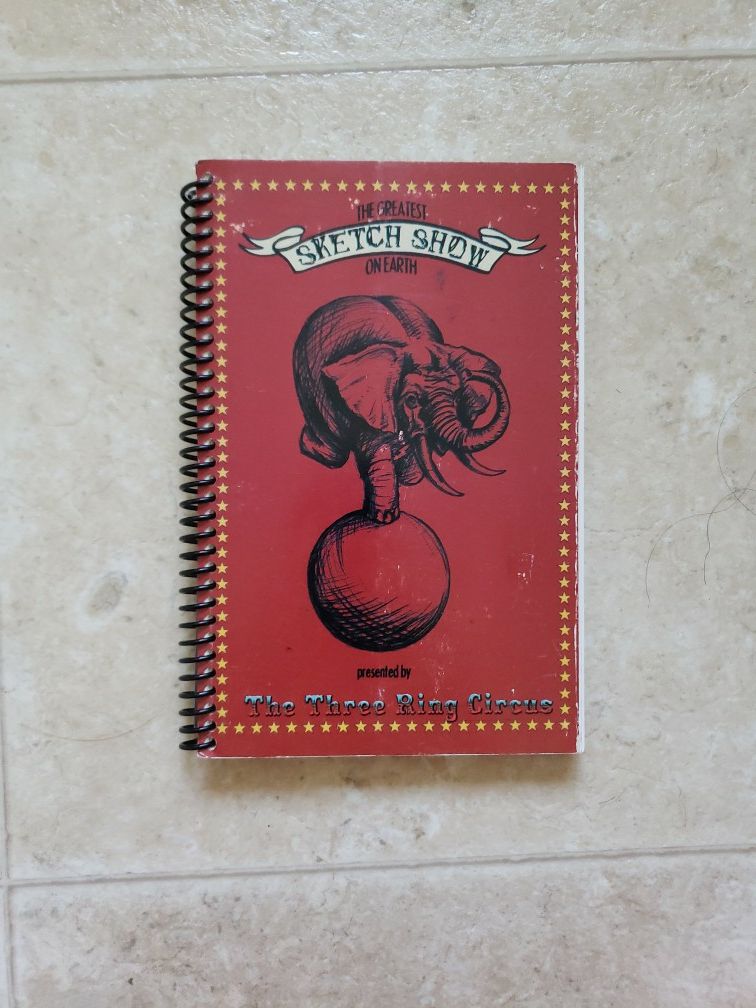 THE GREATEST
SKETCH SHOW
ON EARTH
presented by
The Three Ring Circus